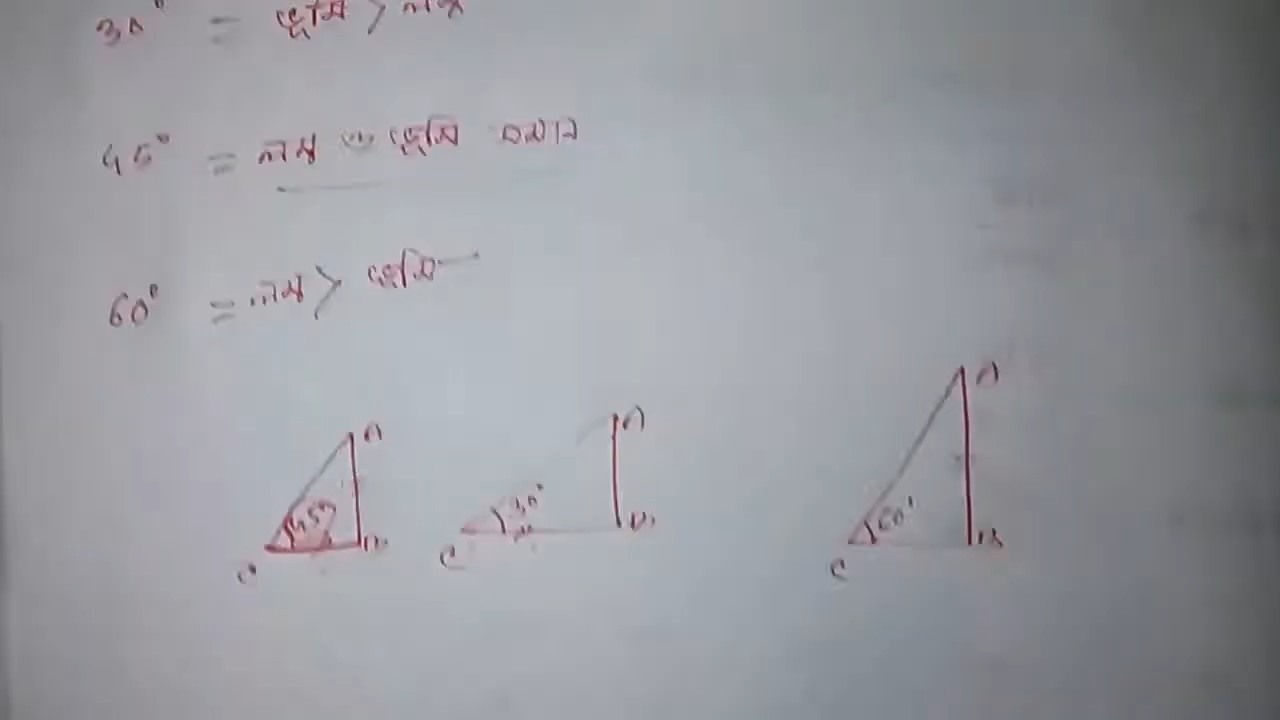 30° = ভূমি > লম্ব
45° = লম্ব ও ভূমি সমান
60° = লম্ব > ভূমি
A
A
A
45°
30°
60°
C
B
C
B
C
B